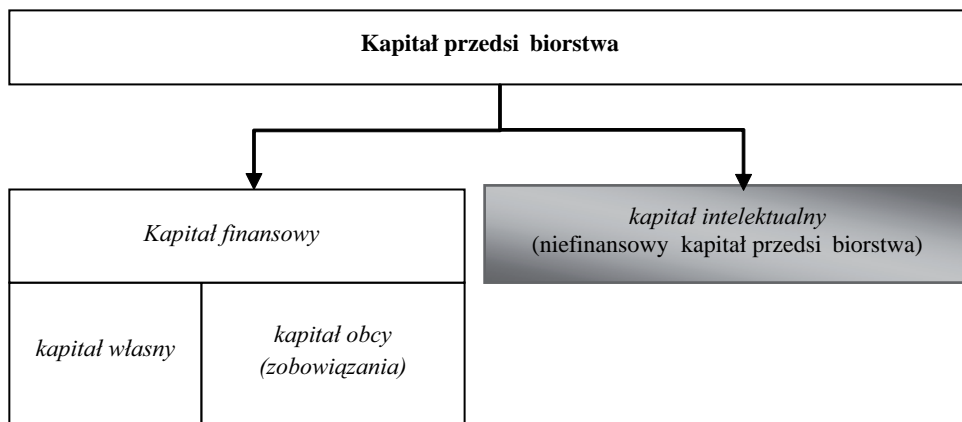 Kapitał przedsi biorstwa
Kapitał finansowy
kapitał intelektualny
(niefinansowy kapitał przedsi biorstwa)
kapitał własny
kapitał obcy
(zobowiązania)